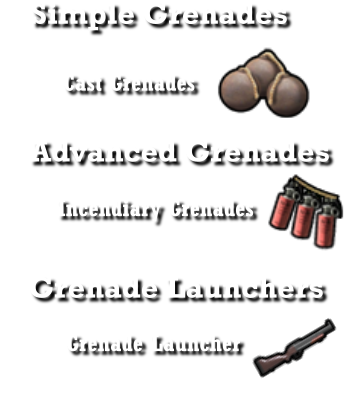 Simple Grenades
Cast Grenades
Advanced Grenades
Incendiary Grenades
Grenade Launchers
Grenade Launcher